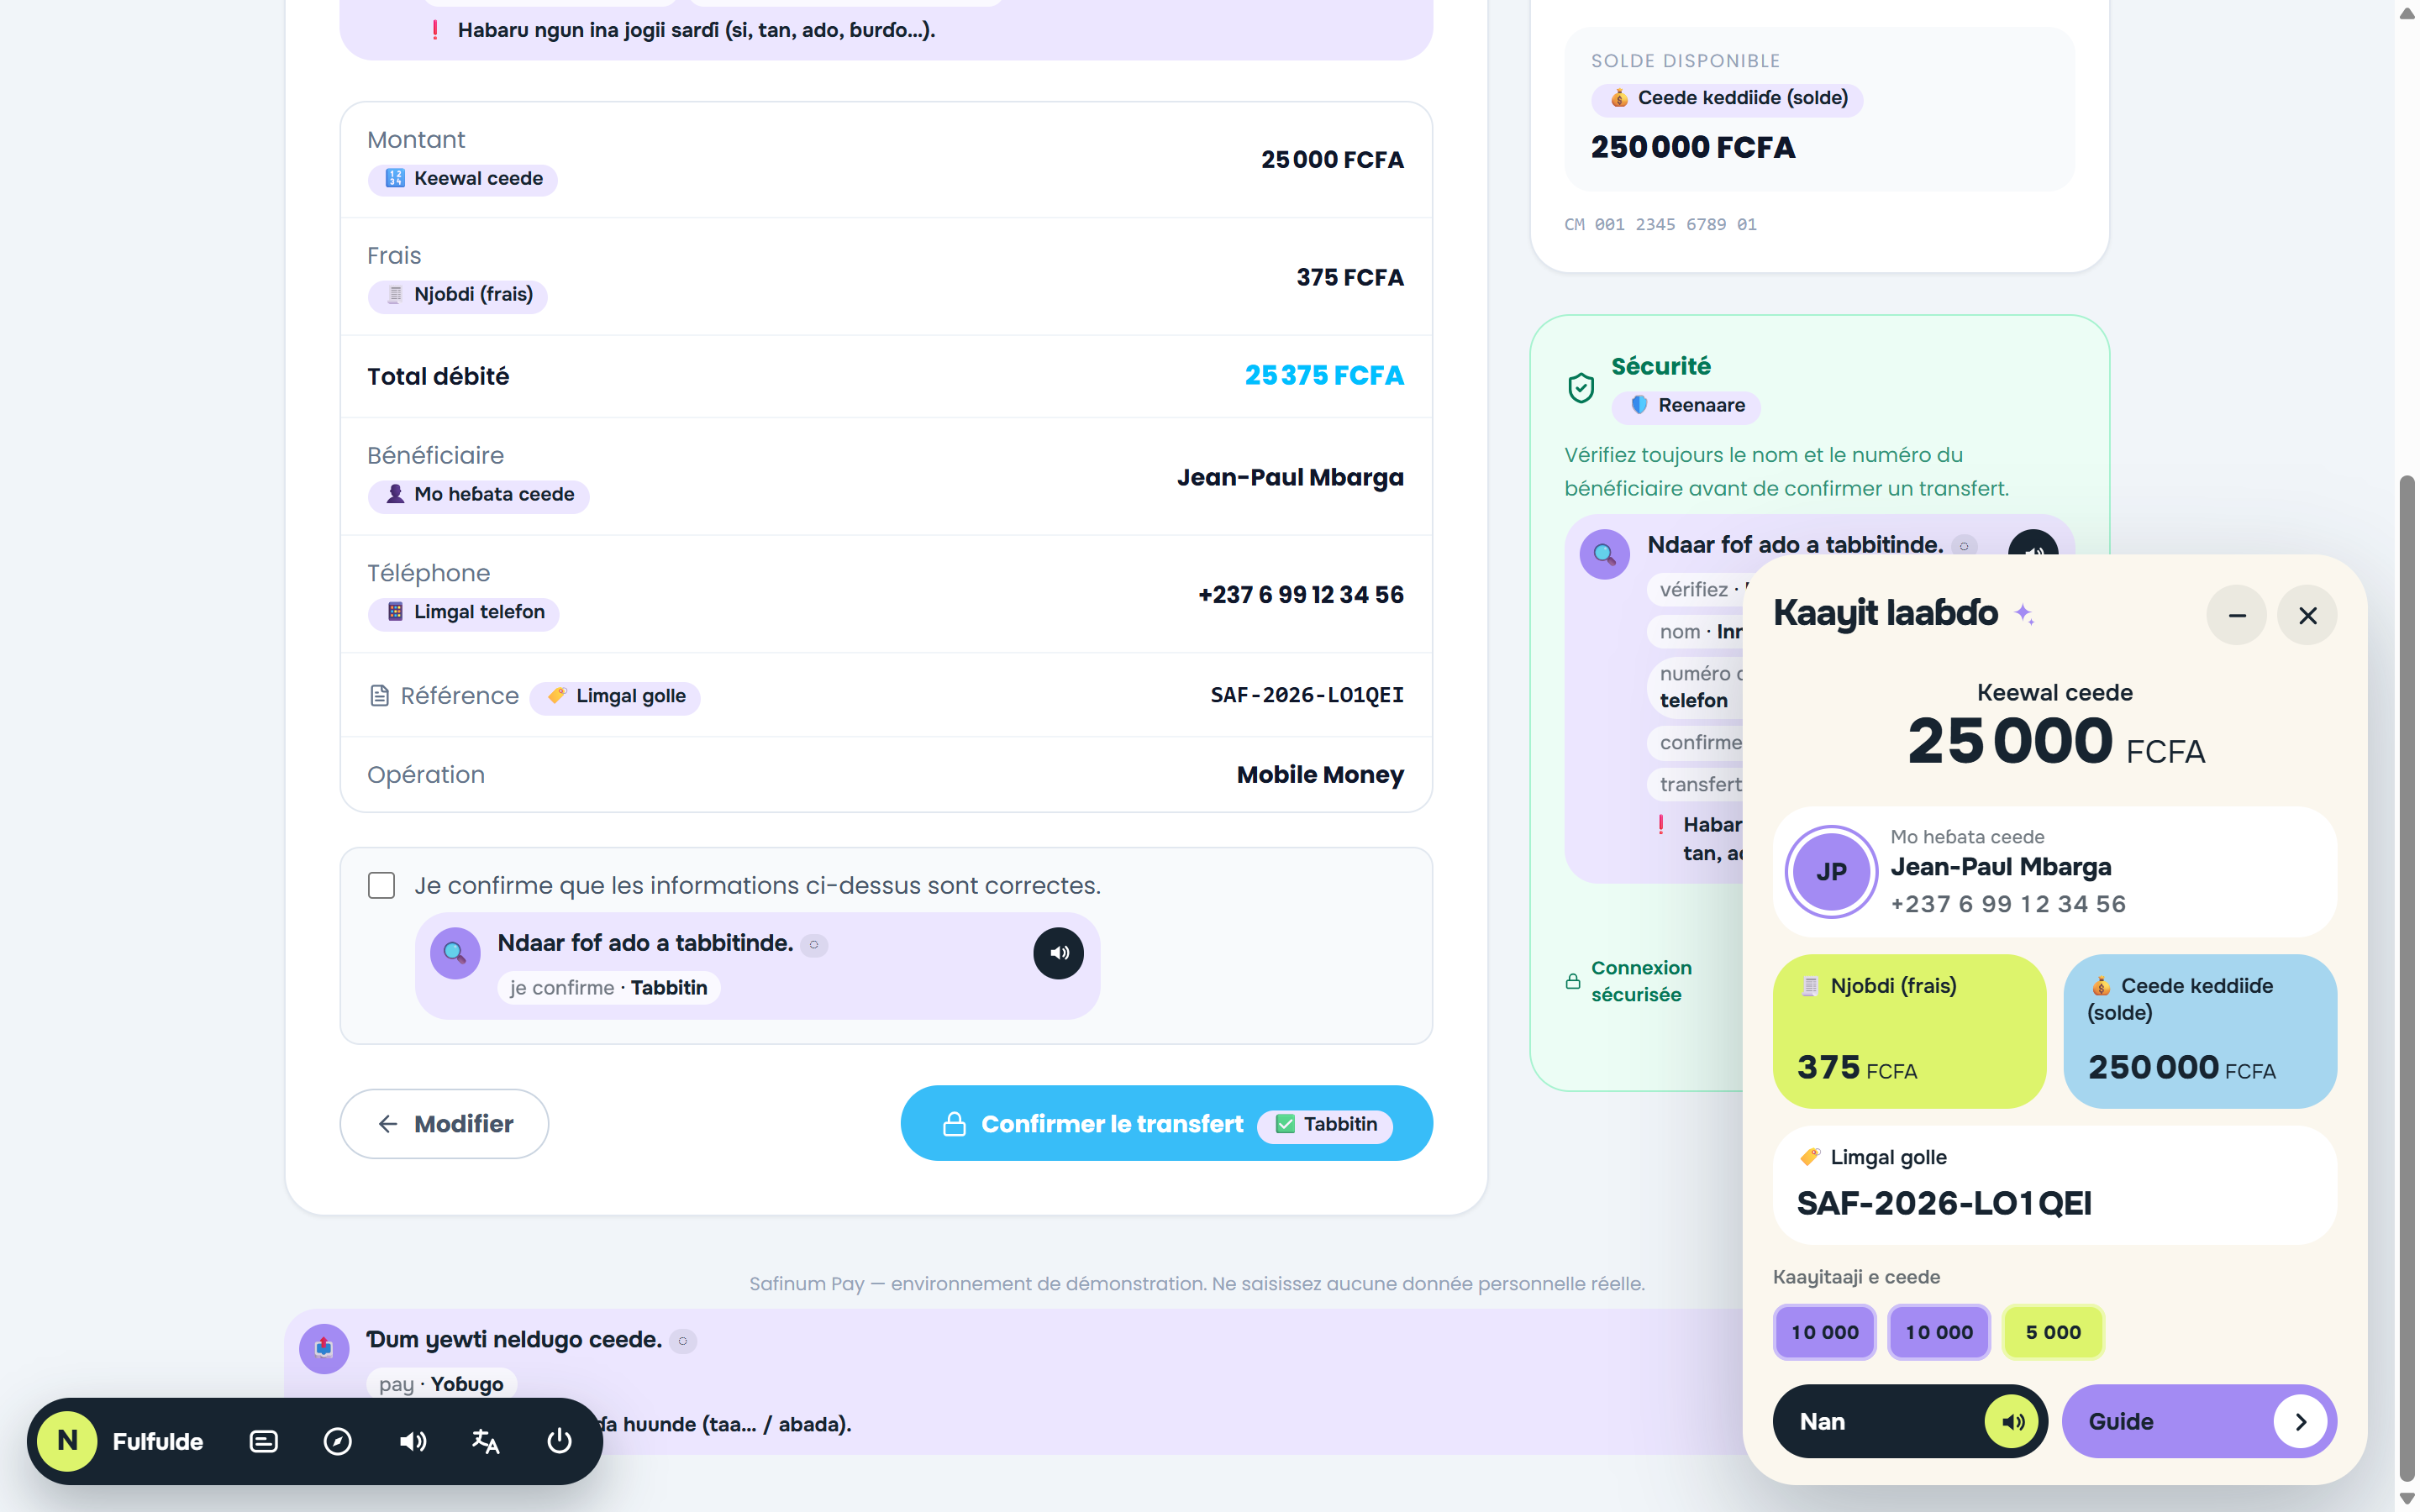 Habaru ngun ina jogii sarɗi (si, tan, ado, ɓurɗo...).
Montant
Keewal ceede
25 000 FCFA
Frais
Njoɓdi (frais)
375 FCFA
Total débité
25 375 FCFA
Bénéficiaire
Mo heɓata ceede
Jean-Paul Mbarga
Téléphone
Limgal telefon
+237 6 99 12 34 56
Référence
Limgal golle
SAF-2026-LO1QEI
Opération
Mobile Money
Je confirme que les informations ci-dessus sont correctes.
Ndaar fof ado a tabbitinde.
je confirme · Tabbitin
Modifier
Confirmer le transfert
Tabbitin
SOLDE DISPONIBLE
Ceede keddiiɗe (solde)
250 000 FCFA
CM 001 2345 6789 01
Sécurité
Reenaare
Vérifiez toujours le nom et le numéro du
bénéficiaire avant de confirmer un transfert.
Ndaar fof ado a tabbitinde.
vérifiez ·
nom ·
numéro
telefon
confirme
transfert
Connexion
sécurisée
Safinum Pay — environnement de démonstration. Ne saisissez aucune donnée personnelle réelle.
Ɗum yewti neldugo ceede.
pay · Yoɓugo
huunde (taa... / abada).
N Fulfulde
Kaayit laaɓɗo
Keewal ceede
25 000 FCFA
JP
Mo heɓata ceede
Jean-Paul Mbarga
+237 6 99 12 34 56
Njoɓdi (frais)
375 FCFA
Ceede keddiiɗe
(solde)
250 000 FCFA
Limgal golle
SAF-2026-LO1QEI
Kaayitaaji e ceede
10 000
10 000
5 000
Nan
Guide